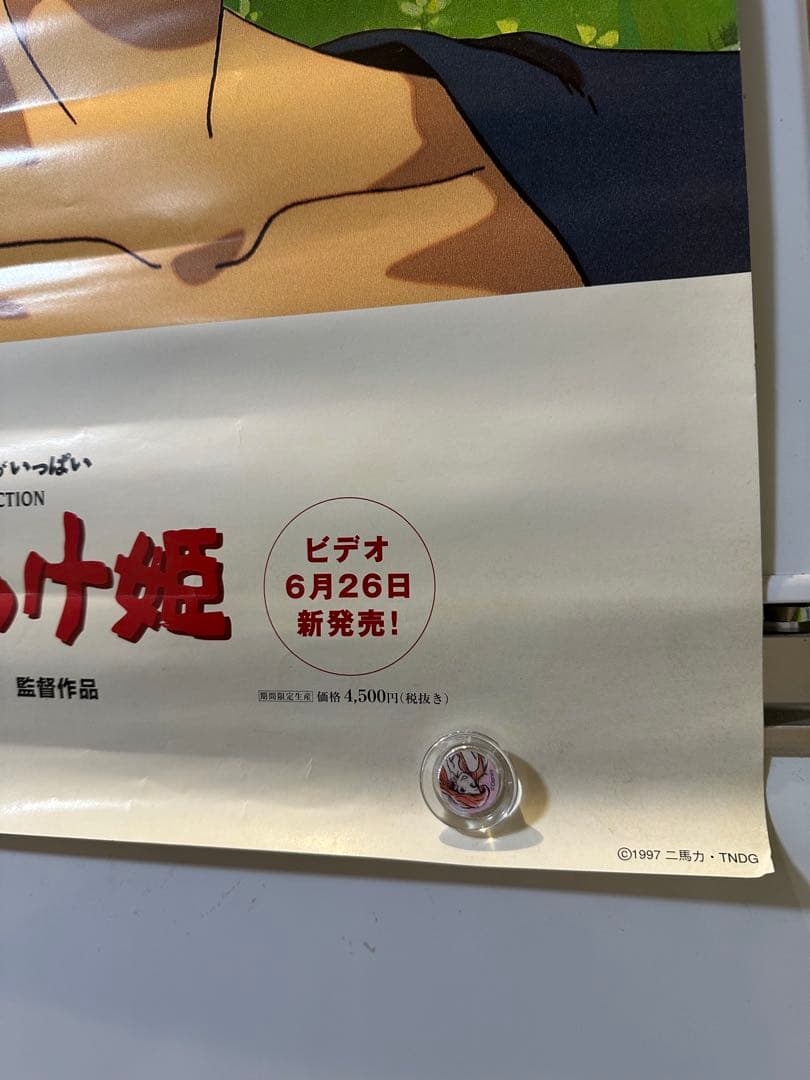 がいっぱい
CTION
のけ姫
監督作品
ビデオ
6月26日
新発売!
期間限定生産 価格 4,500円(税抜き)
©1997 二馬力・TNDG